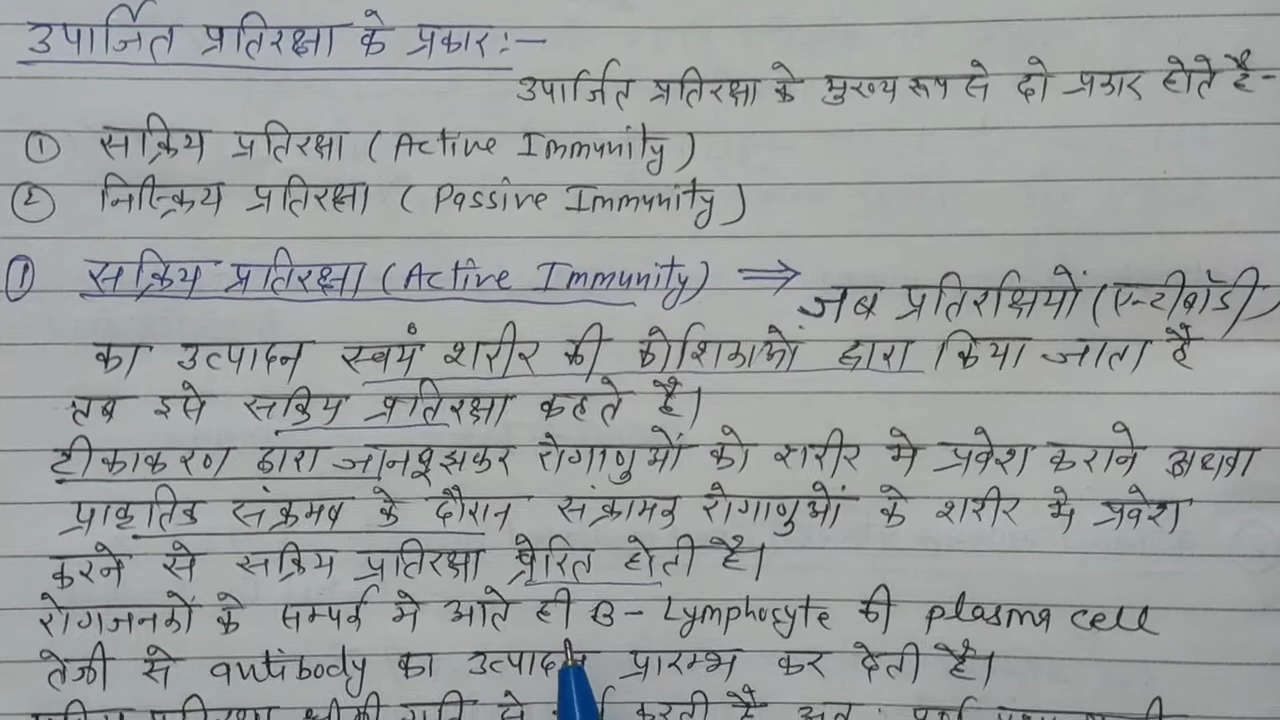 उपार्जित प्रतिरक्षा के प्रकार:-
उपार्जित प्रतिरक्षा के मुख्य रूप से दो प्रकार होते है-
① सक्रिय प्रतिरक्षा (Active Immunity)
② निष्क्रिय प्रतिरक्षा (Passive Immunity)
① सक्रिय प्रतिरक्षा (Active Immunity) ⇒
जब प्रतिरक्षियों (एन्टीबॉडी)
का उत्पादन स्वयं शरीर की कोशिकाओं द्वारा किया जाता है
तब इसे सक्रिय प्रतिरक्षा कहते है।
टीकाकरण द्वारा जानबूझकर रोगाणुओं को शरीर मे प्रवेश कराने अथवा
प्राकृतिक संक्रमण के दौरान संक्रामक रोगाणुओं के शरीर मे प्रवेश
करने से सक्रिय प्रतिरक्षा प्रेरित होती है।
रोगजनकों के सम्पर्क मे आते ही B-Lymphocyte की plasma cell
तेजी से antibody का उत्पादन प्रारम्भ कर देती है।